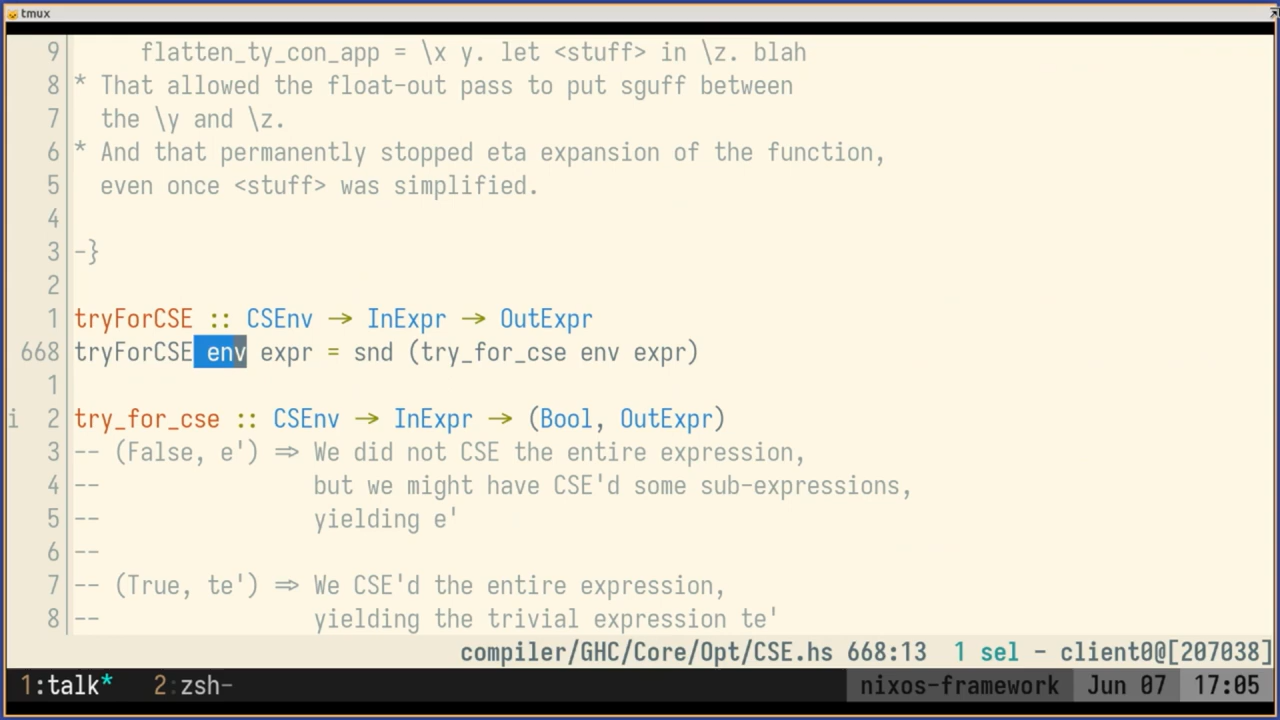 tmux
9 flatten_ty_con_app = \x y. let <stuff> in \z. blah
8 * That allowed the float-out pass to put sguff between
7 the \y and \z.
6 * And that permanently stopped eta expansion of the function,
5 even once <stuff> was simplified.
4
3 -}
2
1 tryForCSE :: CSEnv → InExpr → OutExpr
668 tryForCSE env expr = snd (try_for_cse env expr)
1
i 2 try_for_cse :: CSEnv → InExpr → (Bool, OutExpr)
3 -- (False, e') ⇒ We did not CSE the entire expression,
4 -- but we might have CSE'd some sub-expressions,
5 -- yielding e'
6 --
7 -- (True, te') ⇒ We CSE'd the entire expression,
8 -- yielding the trivial expression te'
compiler/GHC/Core/Opt/CSE.hs 668:13 1 sel - client0@[207038]
1:talk* 2:zsh- nixos-framework Jun 07 17:05